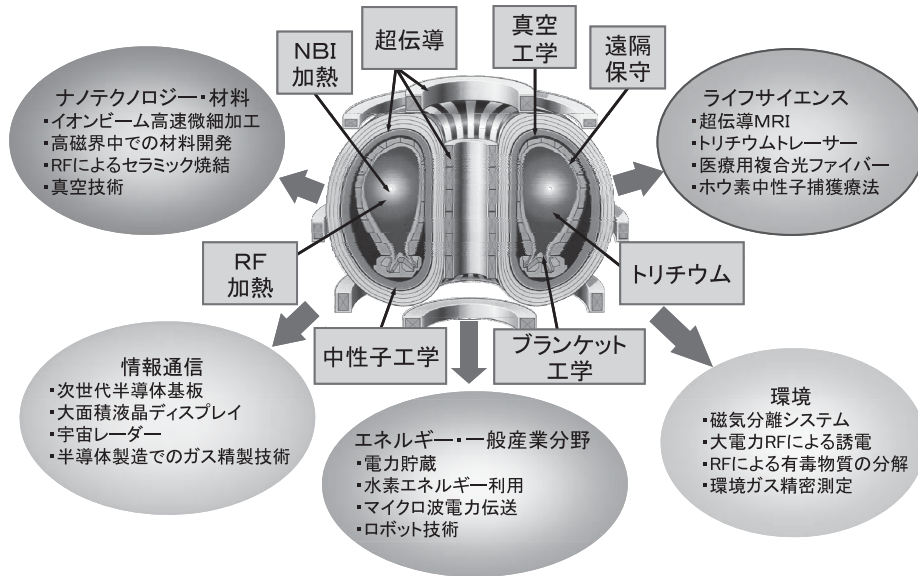 NBI
加熱
超伝導
真空
工学
遠隔
保守
ナノテクノロジー・材料
・イオンビーム高速微細加工
・高磁界中での材料開発
・RFによるセラミック焼結
・真空技術
ライフサイエンス
・超伝導MRI
・トリチウムトレーサー
・医療用複合光ファイバー
・ホウ素中性子捕獲療法
RF
加熱
トリチウム
中性子工学
ブランケット
工学
情報通信
・次世代半導体基板
・大面積液晶ディスプレイ
・宇宙レーダー
・半導体製造でのガス精製技術
エネルギー・一般産業分野
・電力貯蔵
・水素エネルギー利用
・マイクロ波電力伝送
・ロボット技術
環境
・磁気分離システム
・大電力RFによる誘電
・RFによる有毒物質の分解
・環境ガス精密測定